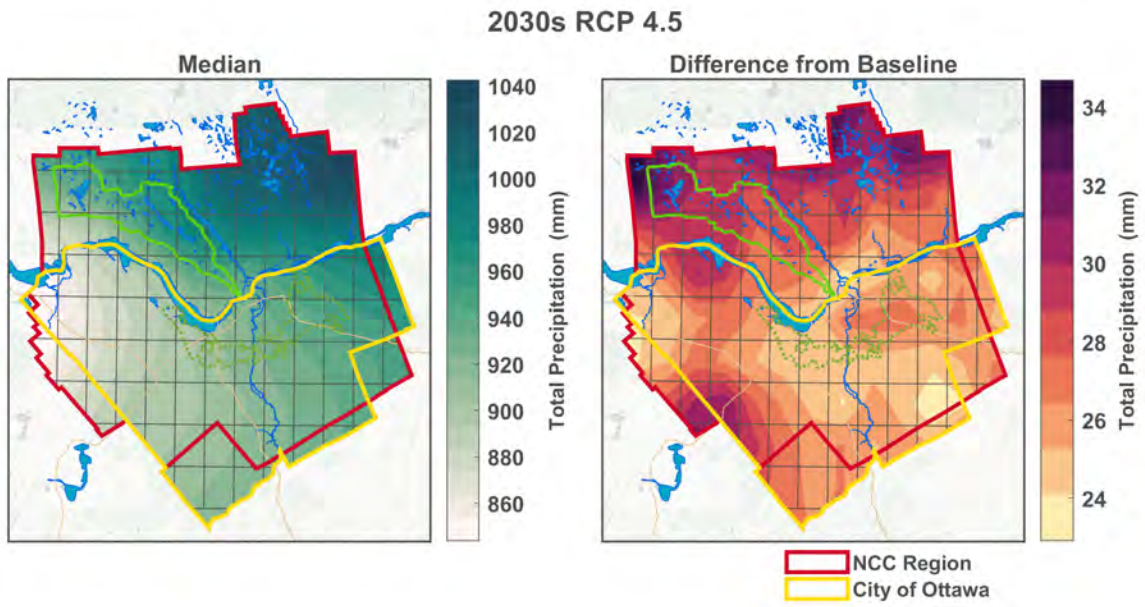 2030s RCP 4.5
Median
1040
1020
1000
980
960
940
920
900
880
860
Total Precipitation (mm)
Difference from Baseline
34
32
30
28
26
24
Total Precipitation (mm)
NCC Region
City of Ottawa